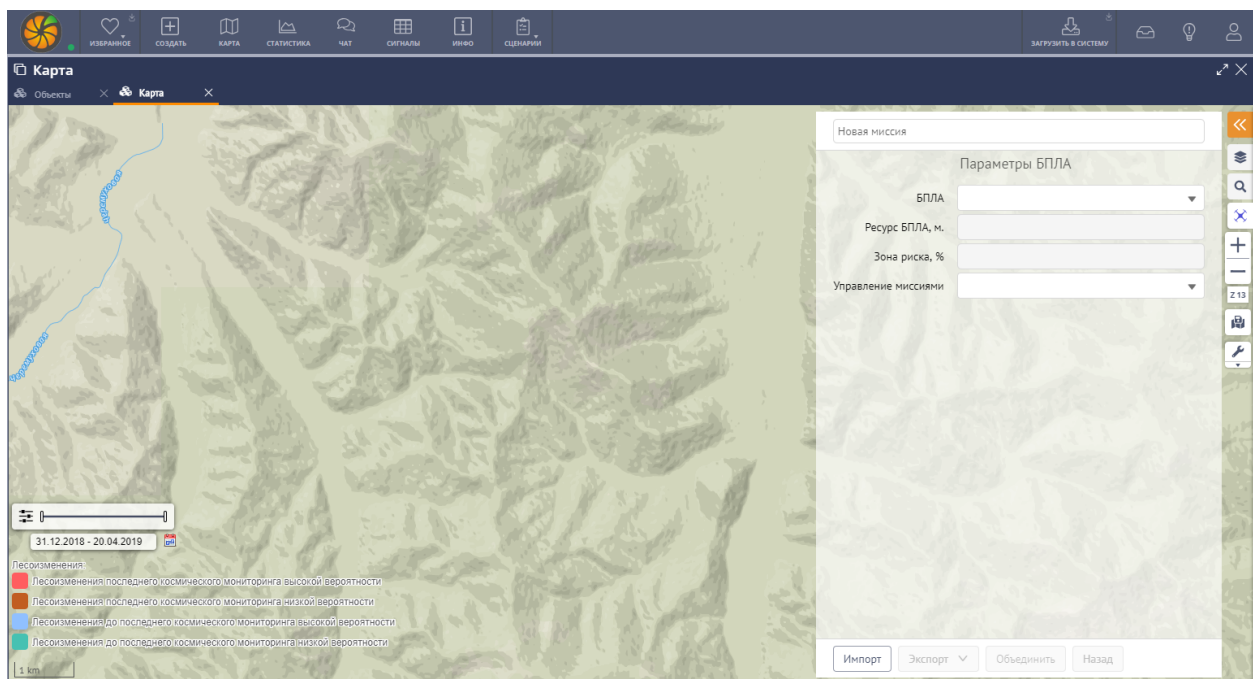 ИЗБРАННОЕ
СОЗДАТЬ
КАРТА
СТАТИСТИКА
ЧАТ
СИГНАЛЫ
ИНФО
СЦЕНАРИИ
ЗАГРУЗИТЬ В СИСТЕМУ
Карта
Объекты
Карта
Новая миссия
Параметры БПЛА
БПЛА
Ресурс БПЛА, м.
Зона риска, %
Управление миссиями
Z 13
Черемуховая
Черемуховая
31.12.2018 - 20.04.2019
Лесоизменения
Лесоизменения последнего космического мониторинга высокой вероятности
Лесоизменения последнего космического мониторинга низкой вероятности
Лесоизменения до последнего космического мониторинга высокой вероятности
Лесоизменения до последнего космического мониторинга низкой вероятности
1 km
Импорт
Экспорт
Объединить
Назад